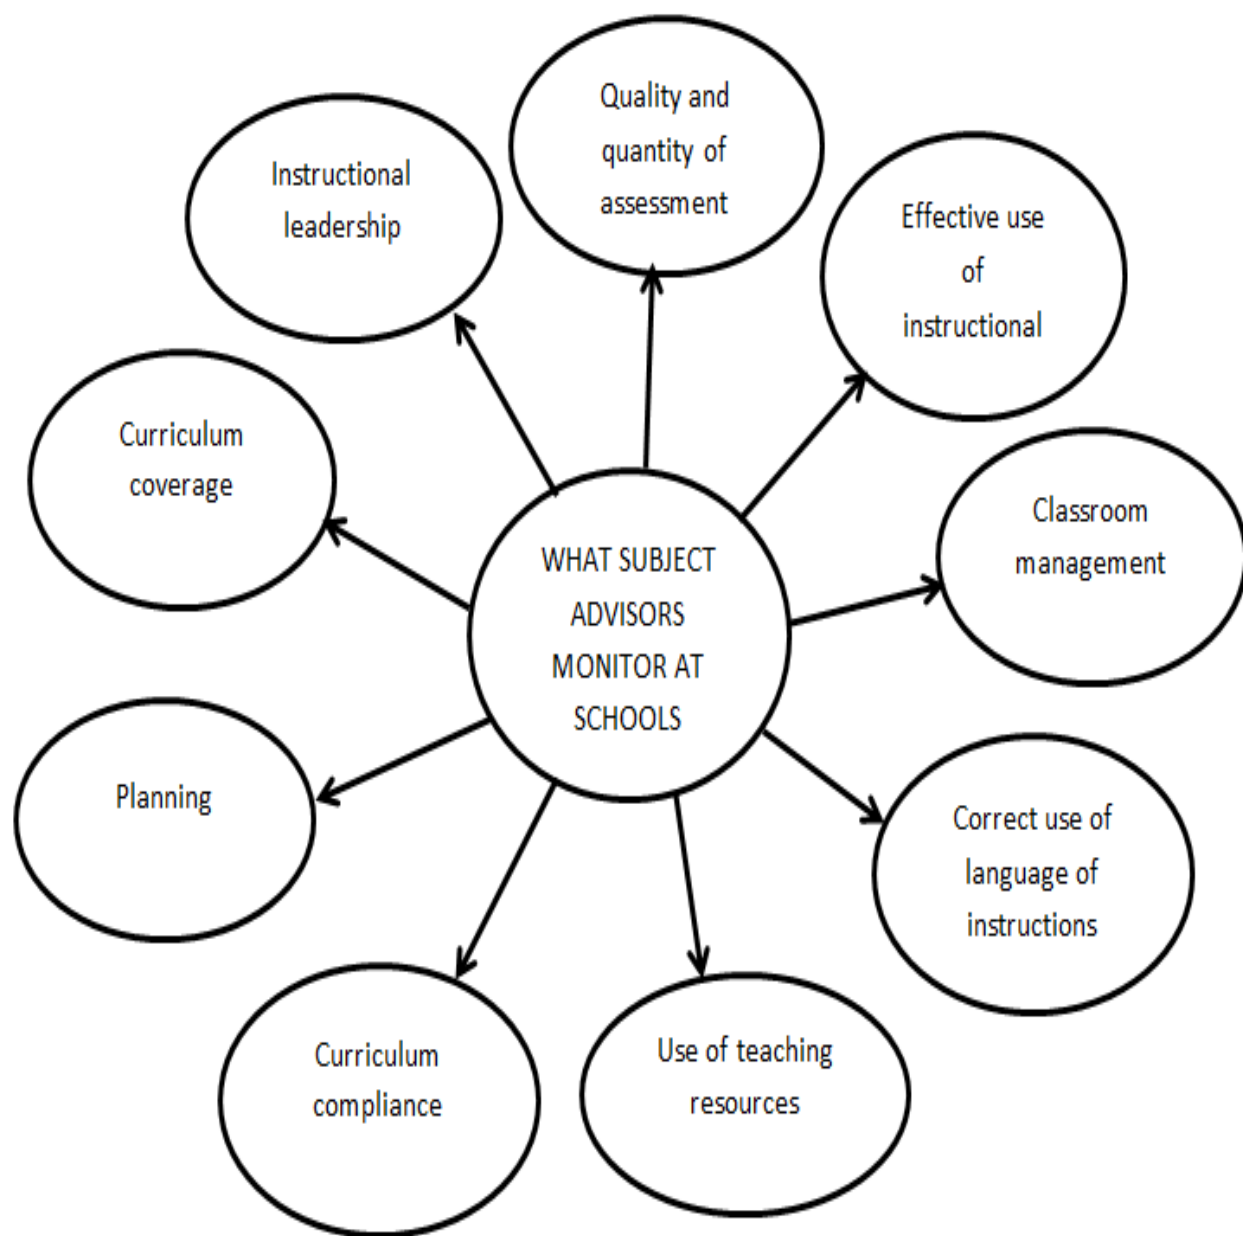 Quality and
quantity of
assessment
Instructional
leadership
Effective use
of
instructional
Curriculum
coverage
Classroom
management
WHAT SUBJECT
ADVISORS
MONITOR AT
SCHOOLS
Planning
Correct use of
language of
instructions
Curriculum
compliance
Use of teaching
resources